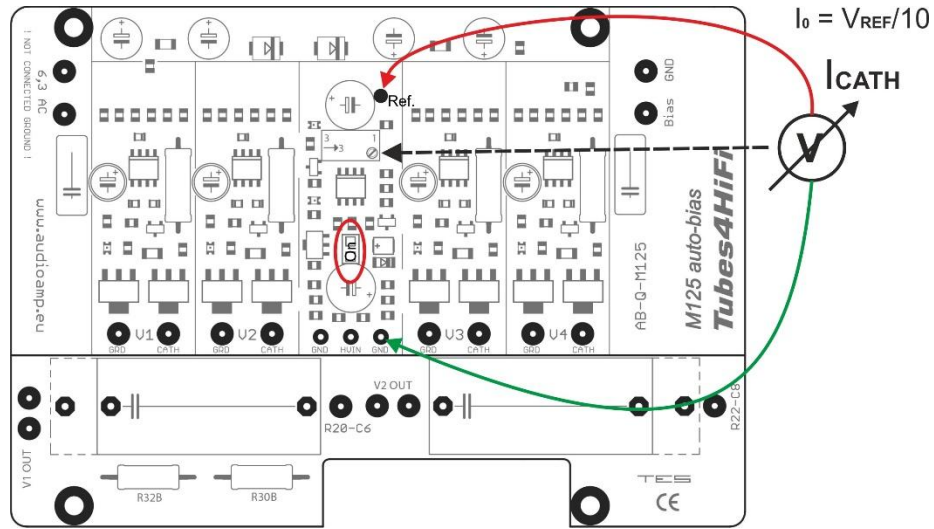 I₀ = VREF/10
ICATH
V
Ref.
GND
Bias
! NOT CONNECTED GROUND !
6,3 AC
www.audioamp.eu
3 1
→3
On
V1
V2
V3
V4
GRD CATH
GRD CATH
GND HVIN GND
GRD CATH
GRD CATH
AB-Q-M125
M125 auto-bias
Tubes4HiFi
V1 OUT
V2 OUT
R20-C6
R22-C8
R32B
R30B
TES
CE